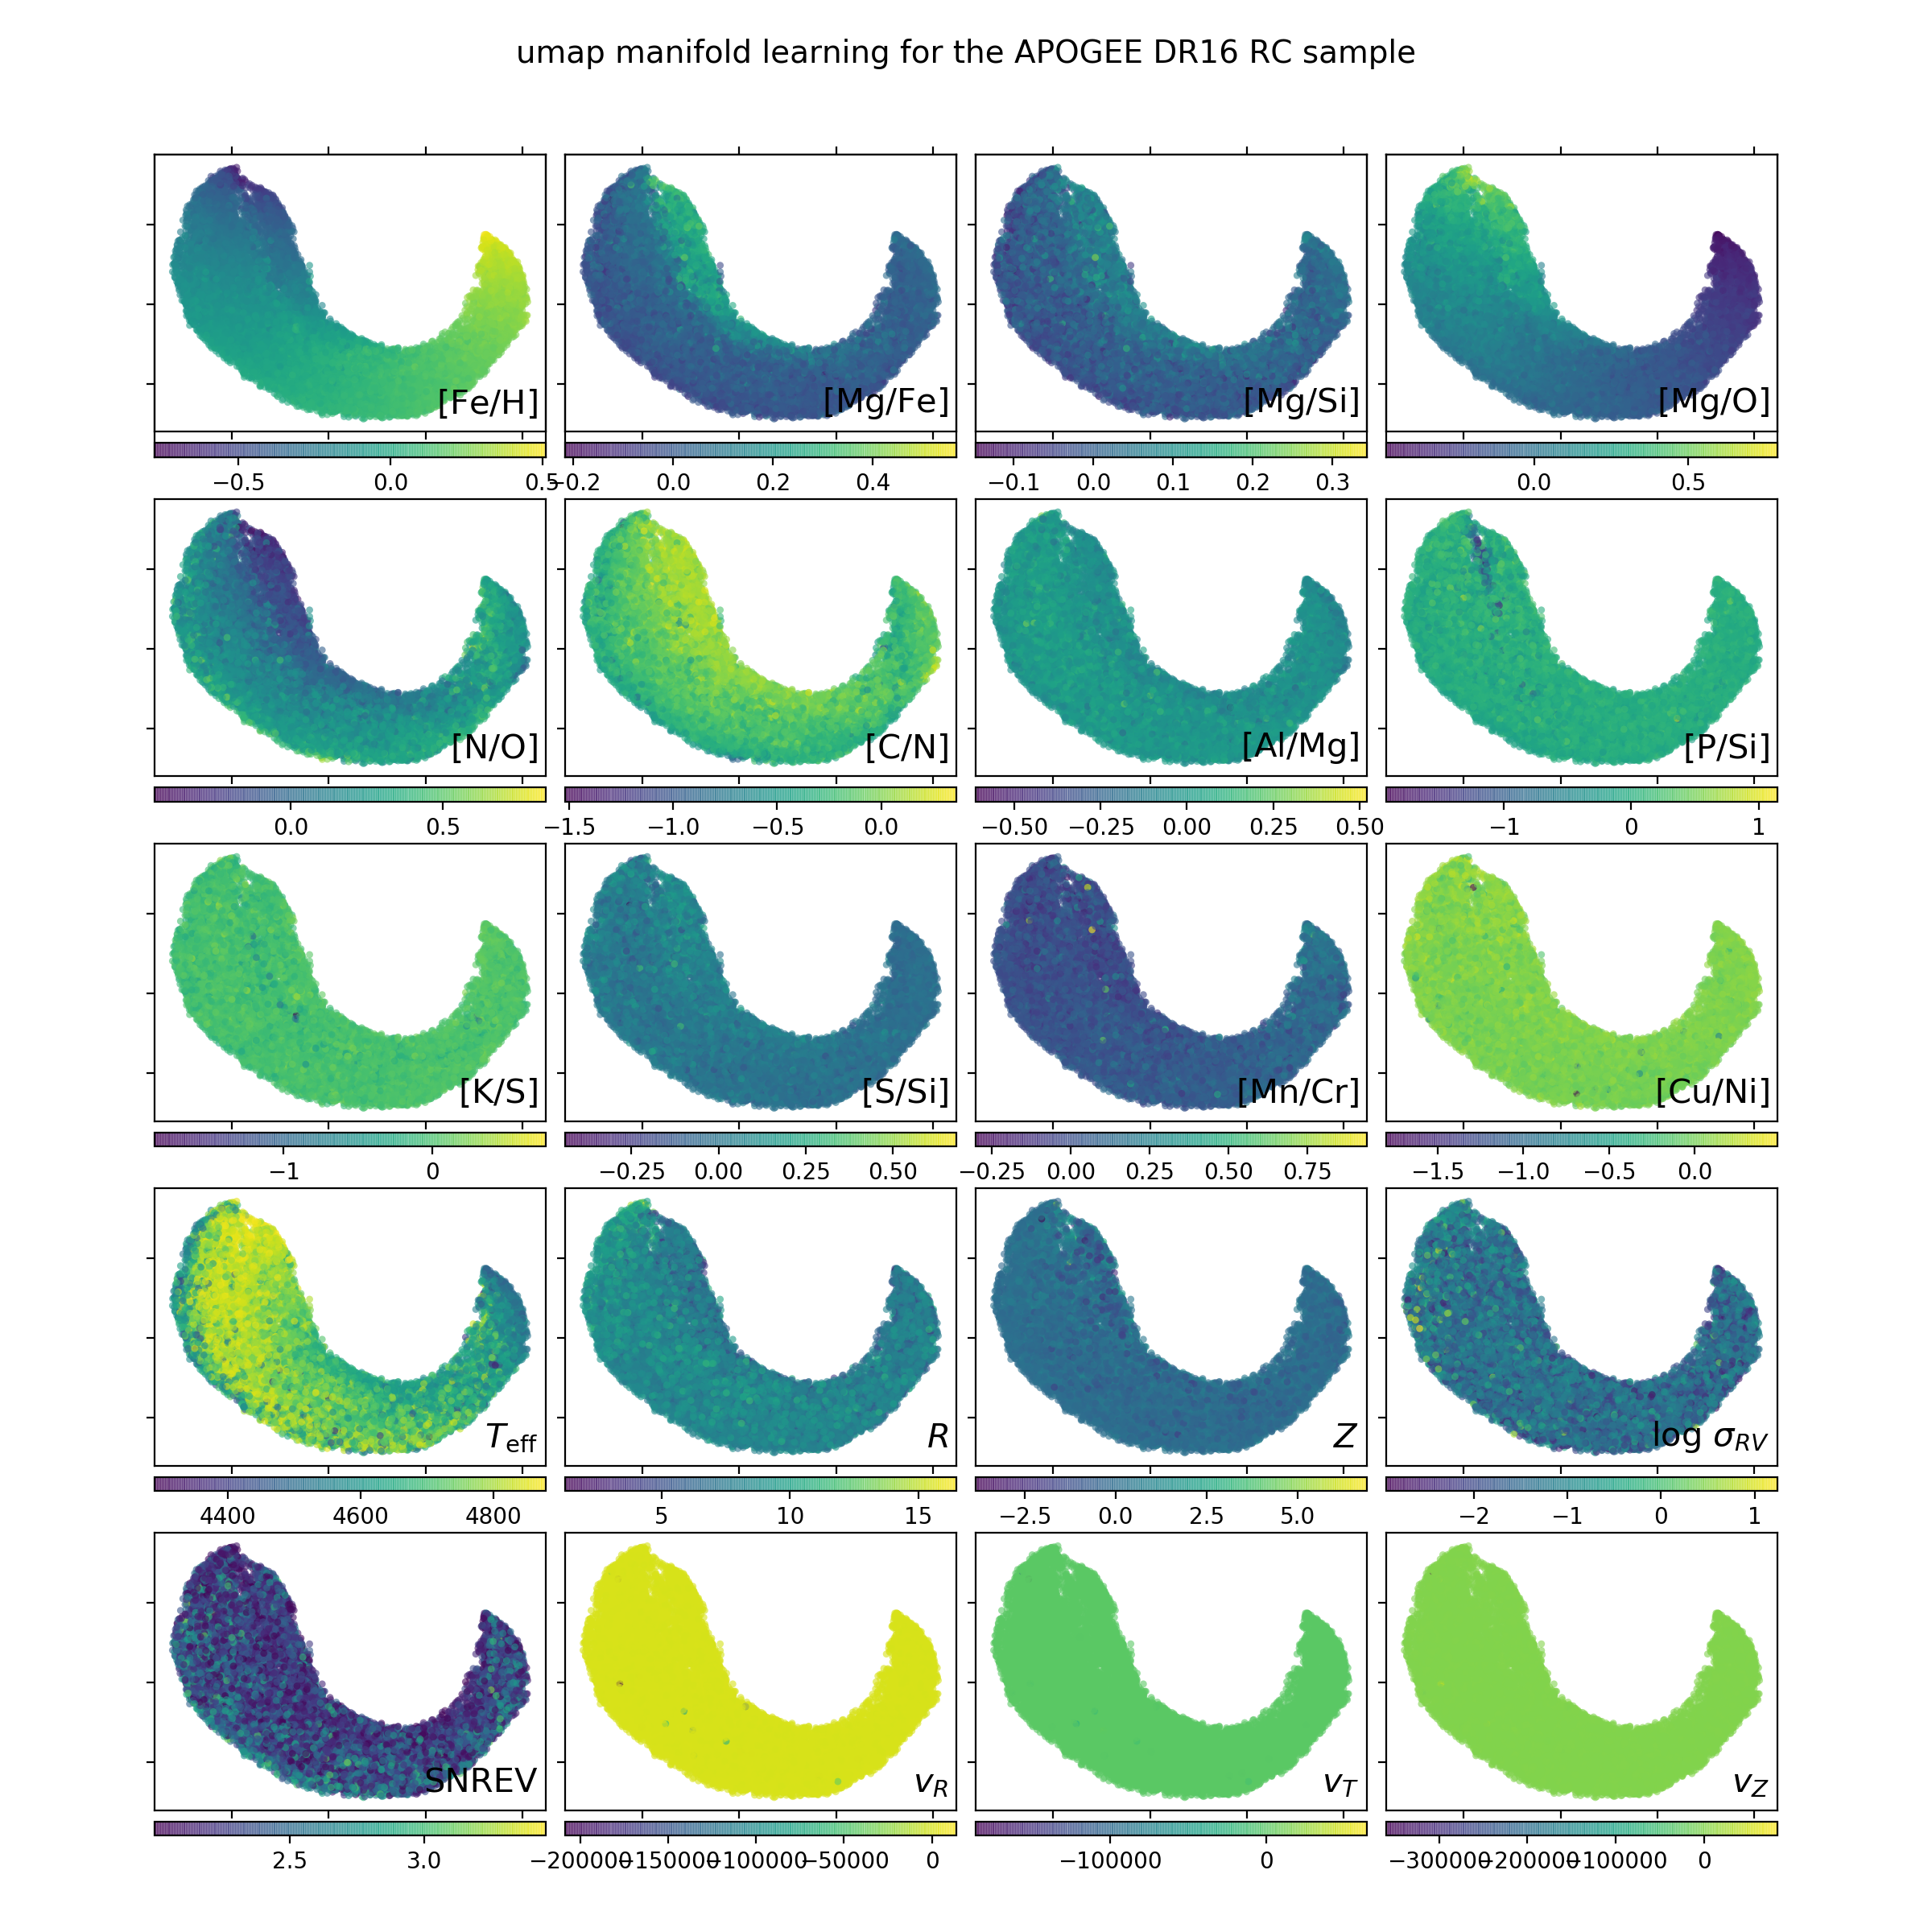 umap manifold learning for the APOGEE DR16 RC sample
[Fe/H] [Mg/Fe] [Mg/Si] [Mg/O]
−0.5 0.0 0.5 −0.2 0.0 0.2 0.4 −0.1 0.0 0.1 0.2 0.3 0.0 0.5
[N/O] [C/N] [Al/Mg] [P/Si]
0.0 0.5 −1.5 −1.0 −0.5 0.0 −0.50 −0.25 0.00 0.25 0.50 −1 0 1
[K/S] [S/Si] [Mn/Cr] [Cu/Ni]
−1 0 −0.25 0.00 0.25 0.50 −0.25 0.00 0.25 0.50 0.75 −1.5 −1.0 −0.5 0.0
T_eff R Z log σ_RV
4400 4600 4800 5 10 15 −2.5 0.0 2.5 5.0 −2 −1 0 1
SNREV v_R v_T v_Z
2.5 3.0 −200000 −150000 −100000 −50000 0 −100000 0 −300000 −200000 −100000 0